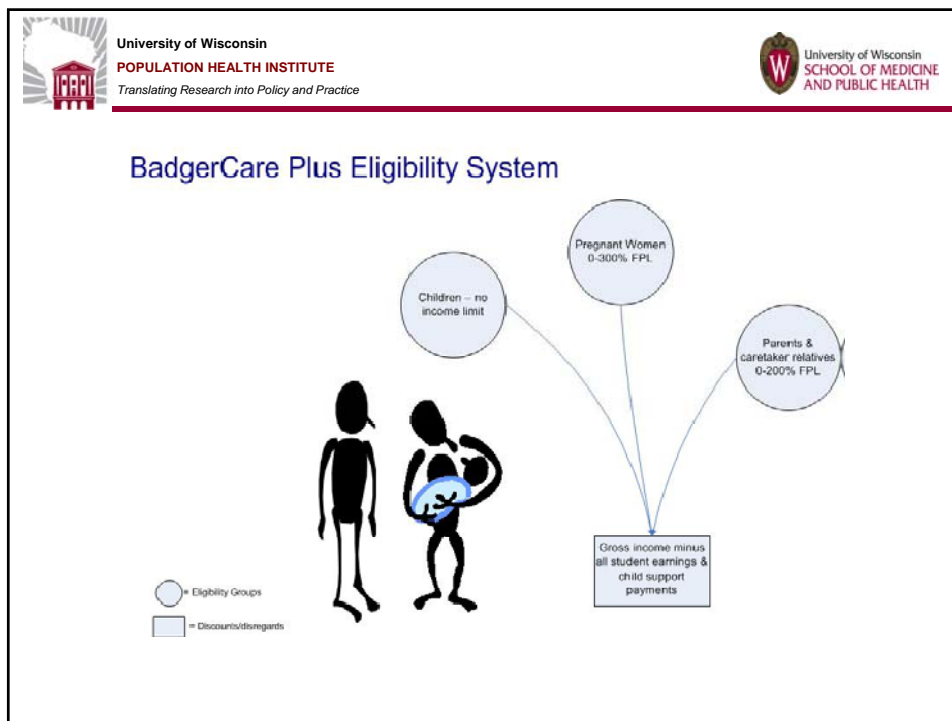 University of Wisconsin
POPULATION HEALTH INSTITUTE
Translating Research into Policy and Practice
University of Wisconsin
SCHOOL OF MEDICINE
AND PUBLIC HEALTH
W
BadgerCare Plus Eligibility System
Pregnant Women
0-300% FPL
Children – no
income limit
Parents &
caretaker relatives
0-200% FPL
Gross income minus
all student earnings &
child support
payments
= Eligibility Groups
= Discounts/disregards